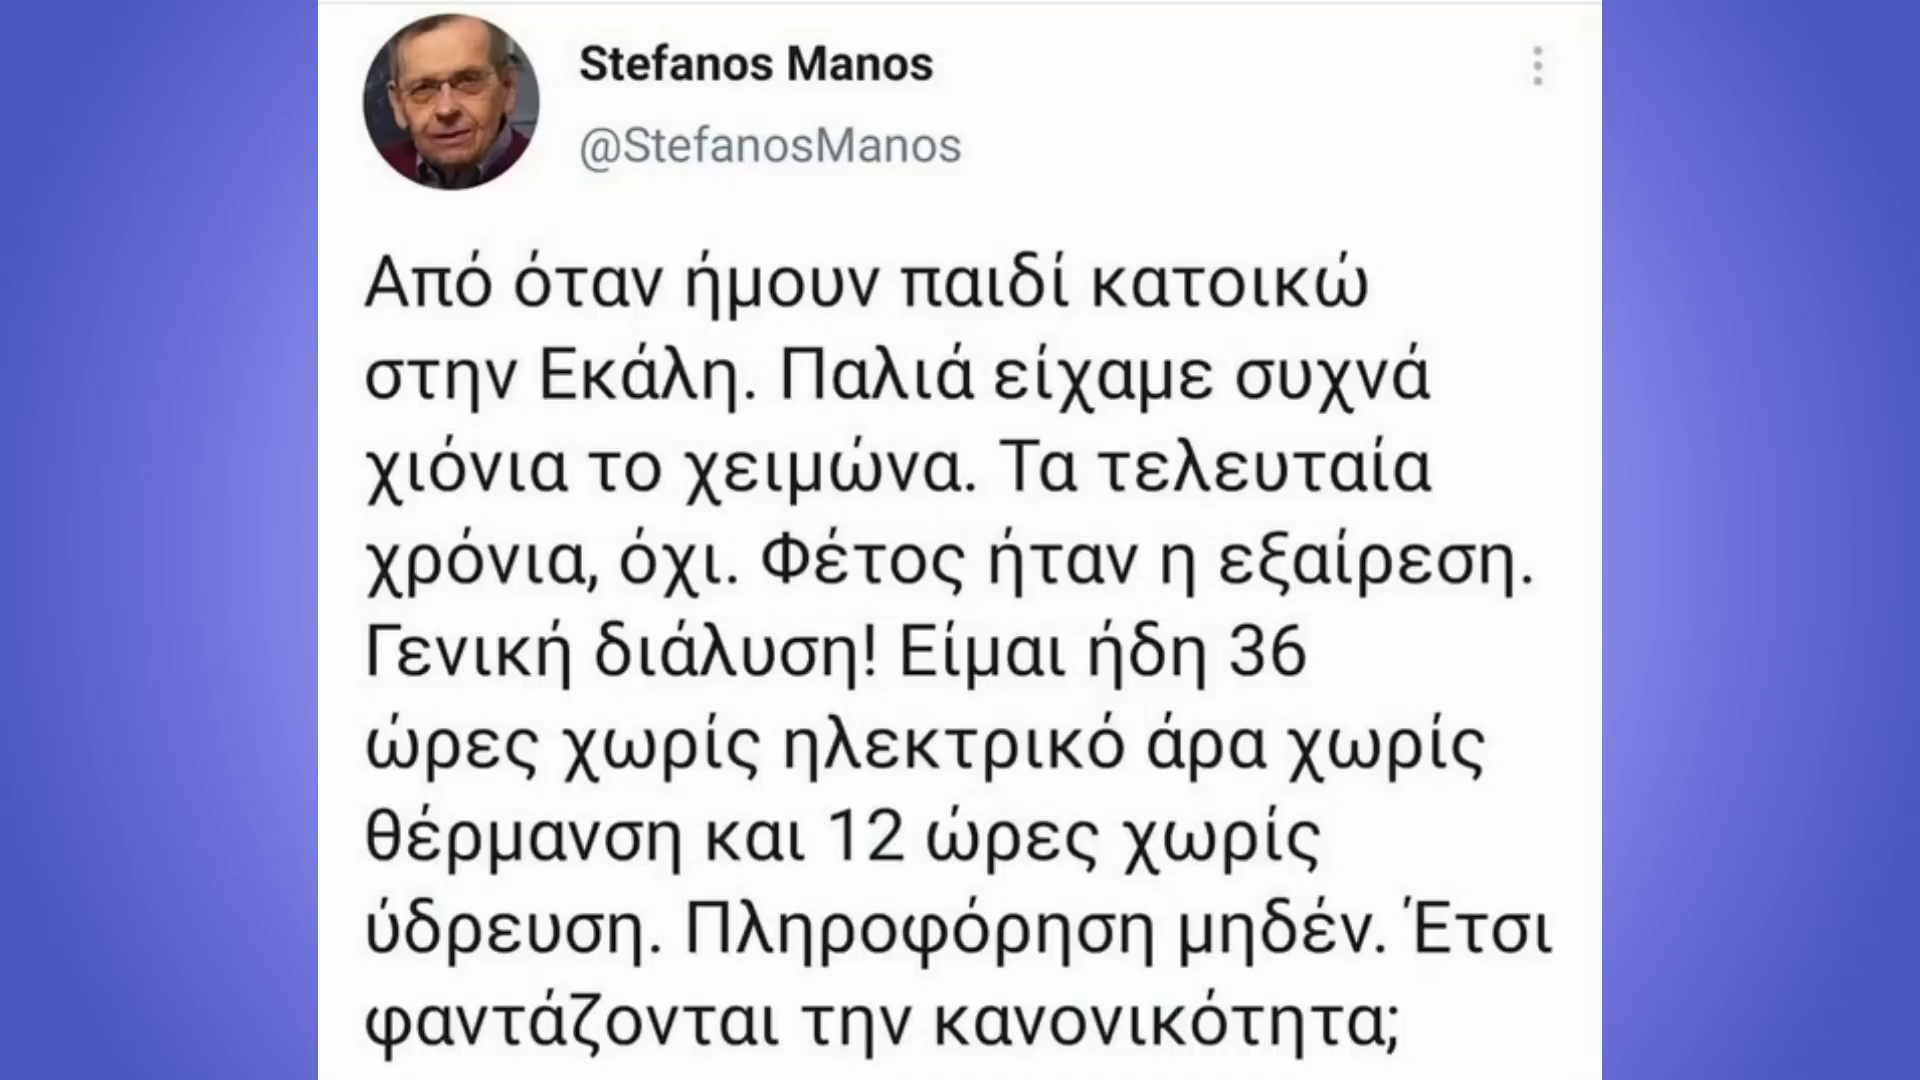 Stefanos Manos
@StefanosManos
Από όταν ήμουν παιδί κατοικώ
στην Εκάλη. Παλιά είχαμε συχνά
χιόνια το χειμώνα. Τα τελευταία
χρόνια, όχι. Φέτος ήταν η εξαίρεση.
Γενική διάλυση! Είμαι ήδη 36
ώρες χωρίς ηλεκτρικό άρα χωρίς
θέρμανση και 12 ώρες χωρίς
ύδρευση. Πληροφόρηση μηδέν. Έτσι
φαντάζονται την κανονικότητα;